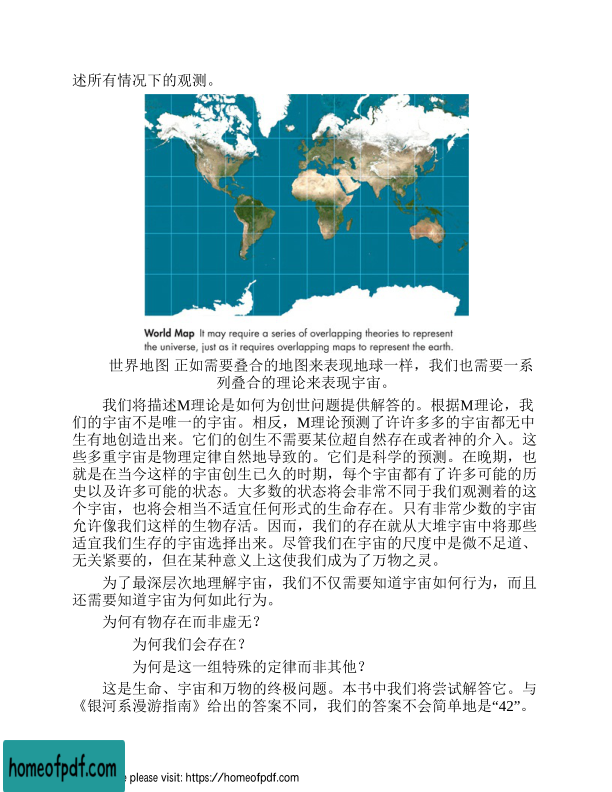 述所有情况下的观测。
World Map It may require a series of overlapping theories to represent
the universe, just as it requires overlapping maps to represent the earth.
世界地图 正如需要叠合的地图来表现地球一样，我们也需要一系
列叠合的理论来表现宇宙。
我们将描述M理论是如何为创世问题提供解答的。根据M理论，我
们的宇宙不是唯一的宇宙。相反，M理论预测了许许多多的宇宙都无中
生有地创造出来。它们的创生不需要某位超自然存在或者神的介入。这
些多重宇宙是物理定律自然地导致的。它们是科学的预测。在晚期，也
就是在当今这样的宇宙创生已久的时期，每个宇宙都有了许多可能的历
史以及许多可能的状态。大多数的状态将会非常不同于我们观测着的这
个宇宙，也将会相当不适宜任何形式的生命存在。只有非常少数的宇宙
允许像我们这样的生物存活。因而，我们的存在就从大堆宇宙中将那些
适宜我们生存的宇宙选择出来。尽管我们在宇宙的尺度中是微不足道、
无关紧要的，但在某种意义上这使我们成为了万物之灵。
为了最深层次地理解宇宙，我们不仅需要知道宇宙如何行为，而且
还需要知道宇宙为何如此行为。
为何有物存在而非虚无？
为何我们会存在？
为何是这一组特殊的定律而非其他？
这是生命、宇宙和万物的终极问题。本书中我们将尝试解答它。与
《银河系漫游指南》给出的答案不同，我们的答案不会简单地是“42”。
homeofpdf.com
e please visit: https://homeofpdf.com